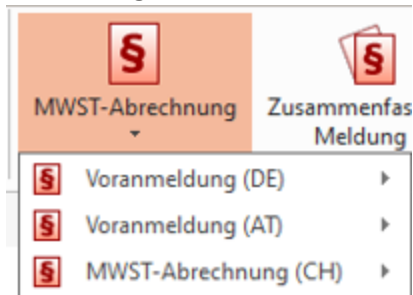 MWST-Abrechnung
Zusammenfas
Meldung
Voranmeldung (DE)
Voranmeldung (AT)
MWST-Abrechnung (CH)